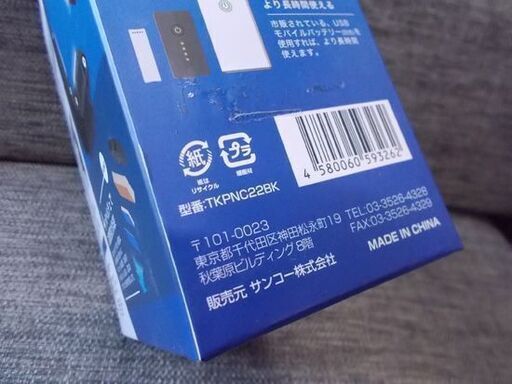 より長時間使える
市販されている、USB
モバイルバッテリー(別売)を
使用すれば、より長時間
使えます。
紙
紙は
リサイクル
プラ
緩衝材
4 580060 593262
型番:TKPNC22BK
〒101-0023
東京都千代田区神田松永町19
秋葉原ビルディング 8階
TEL.03-3526-4328
FAX.03-3526-4329
販売元 サンコー株式会社
MADE IN CHINA